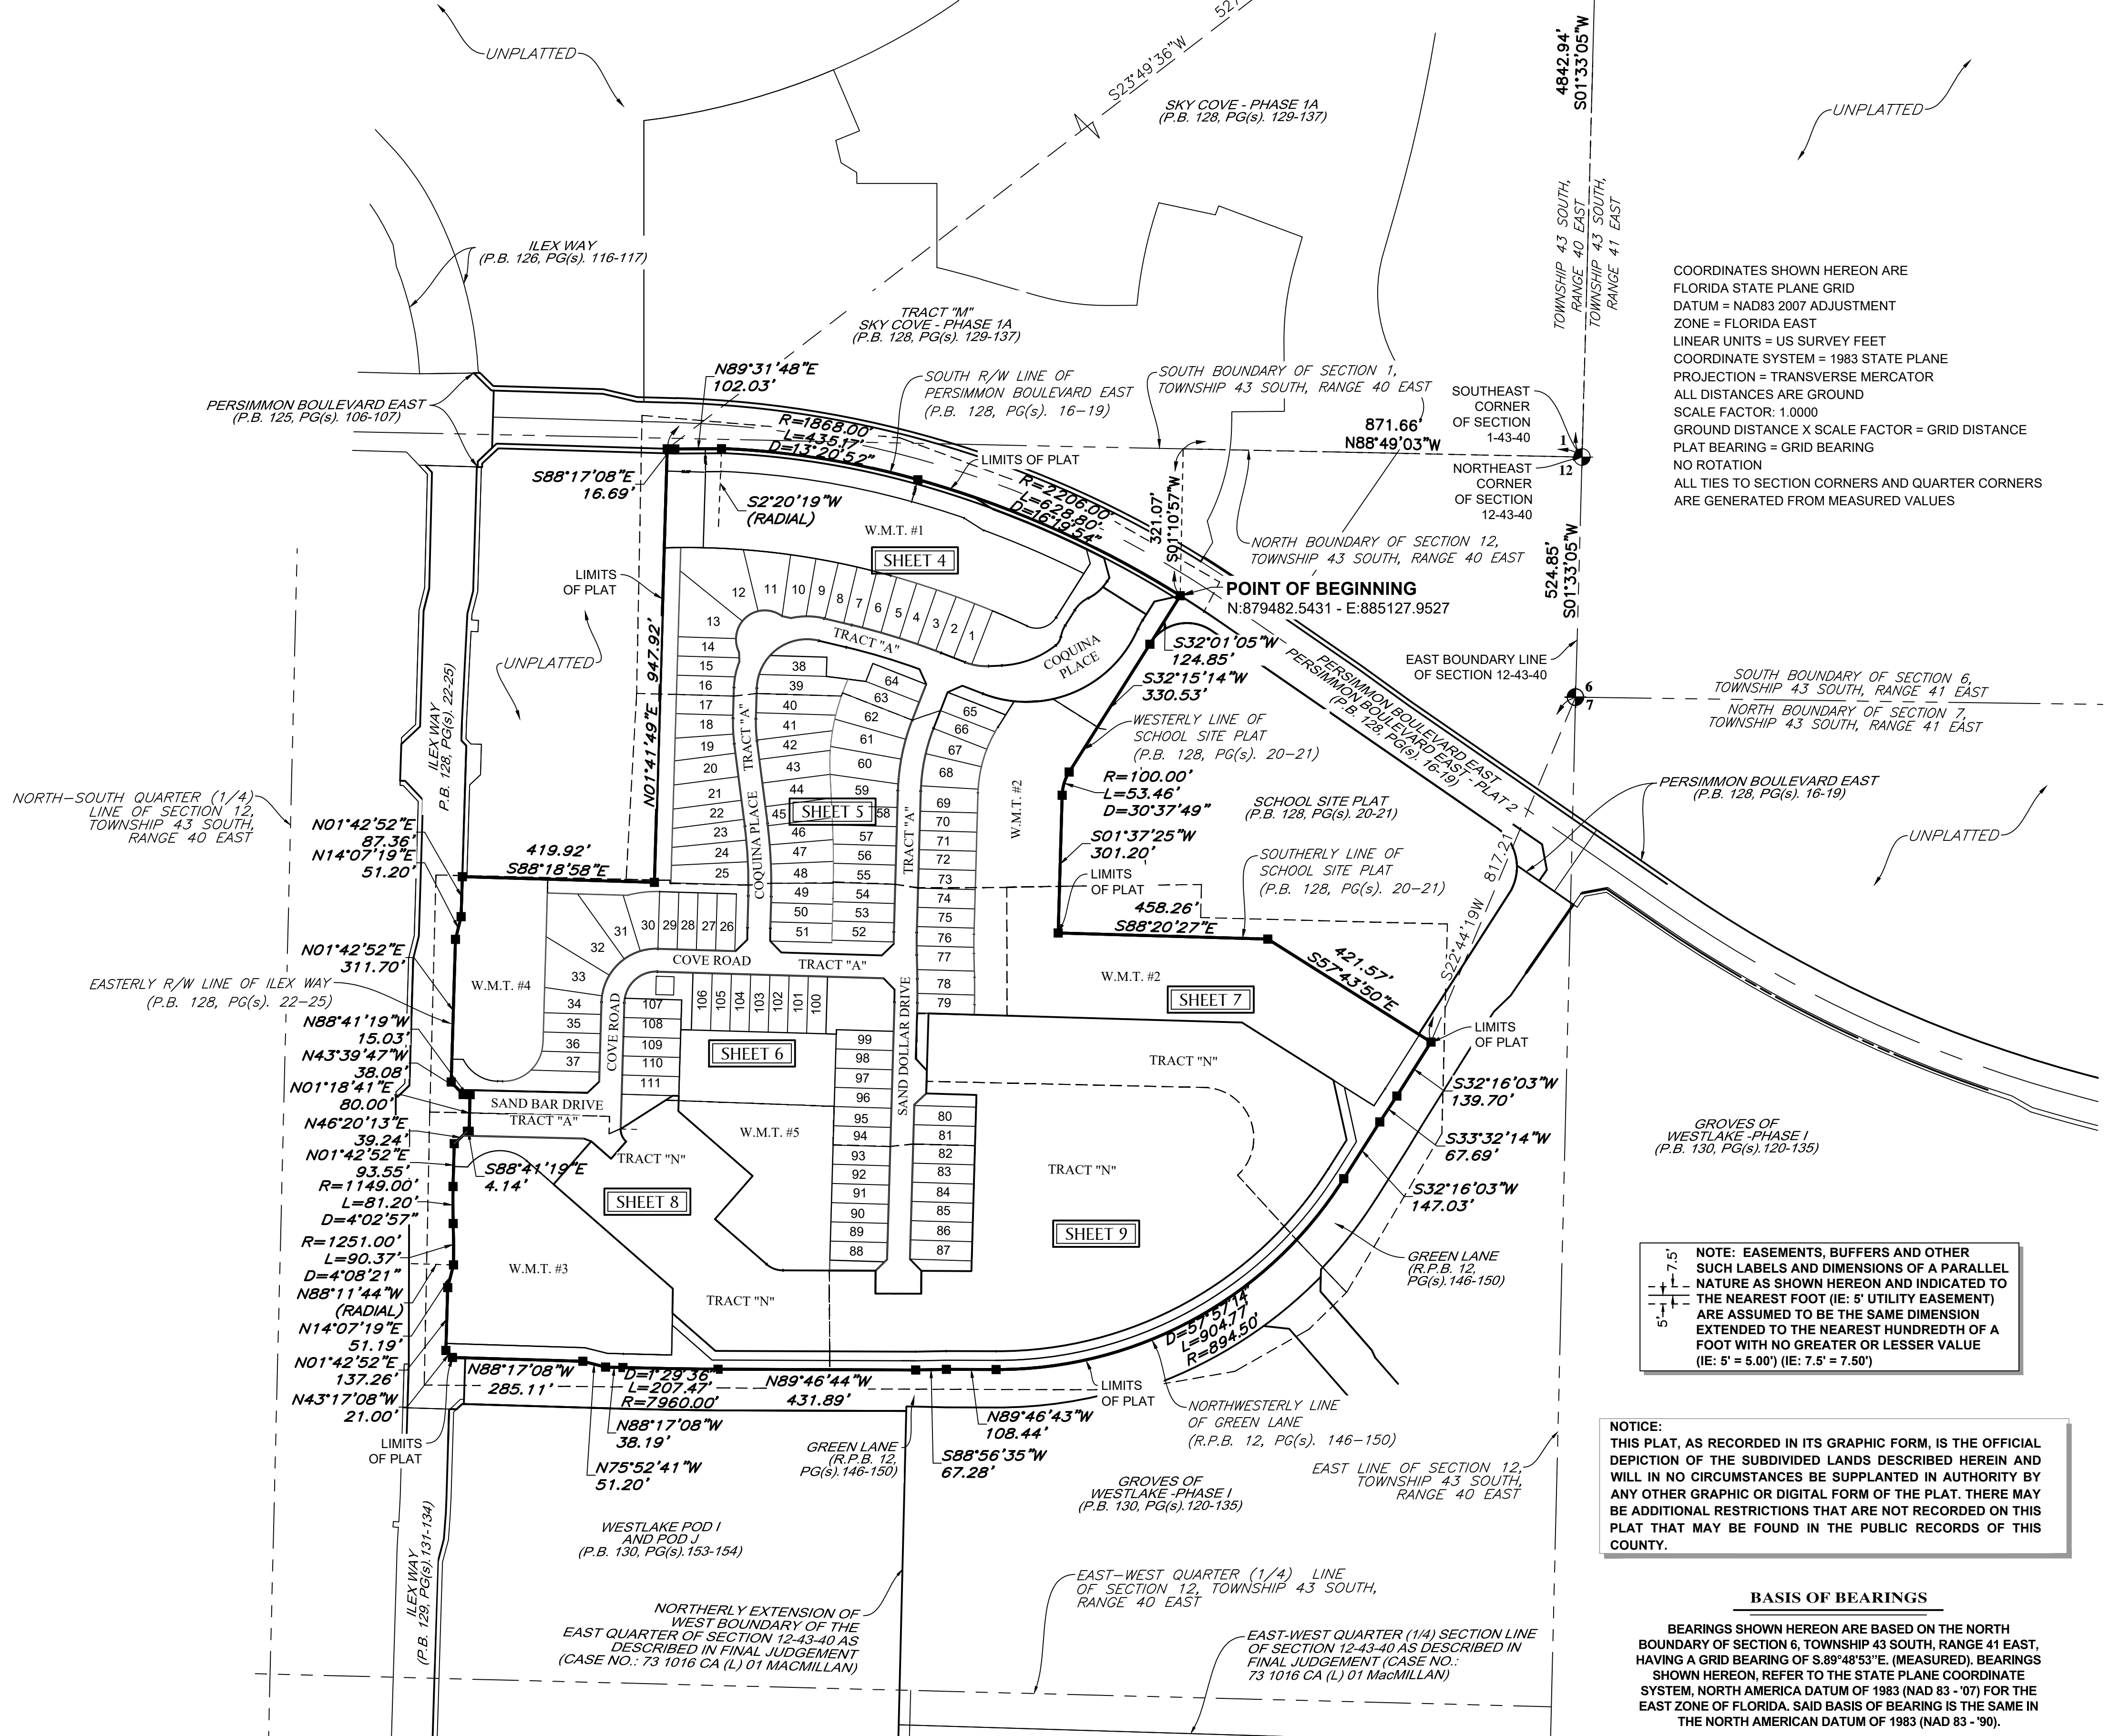 UNPLATTED
S23°49'36"W
527
SKY COVE - PHASE 1A
(P.B. 128, PG(s). 129-137)
4842.94'
S01°33'05"W
UNPLATTED
TOWNSHIP 43 SOUTH,
RANGE 40 EAST
TOWNSHIP 43 SOUTH,
RANGE 41 EAST
ILEX WAY
(P.B. 126, PG(s). 116-117)
TRACT "M"
SKY COVE - PHASE 1A
(P.B. 128, PG(s). 129-137)
COORDINATES SHOWN HEREON ARE
FLORIDA STATE PLANE GRID
DATUM = NAD83 2007 ADJUSTMENT
ZONE = FLORIDA EAST
LINEAR UNITS = US SURVEY FEET
COORDINATE SYSTEM = 1983 STATE PLANE
PROJECTION = TRANSVERSE MERCATOR
ALL DISTANCES ARE GROUND
SCALE FACTOR: 1.0000
GROUND DISTANCE X SCALE FACTOR = GRID DISTANCE
PLAT BEARING = GRID BEARING
NO ROTATION
ALL TIES TO SECTION CORNERS AND QUARTER CORNERS
ARE GENERATED FROM MEASURED VALUES
PERSIMMON BOULEVARD EAST
(P.B. 125, PG(s). 106-107)
N89°31'48"E
102.03'
SOUTH R/W LINE OF
PERSIMMON BOULEVARD EAST
(P.B. 128, PG(s). 16-19)
SOUTH BOUNDARY OF SECTION 1,
TOWNSHIP 43 SOUTH, RANGE 40 EAST
871.66'
N88°49'03"W
SOUTHEAST
CORNER
OF SECTION
1-43-40
1
12
NORTHEAST
CORNER
OF SECTION
12-43-40
R=1868.00'
L=435.17'
D=13°20'52"
LIMITS OF PLAT
S88°17'08"E
16.69'
S2°20'19"W
(RADIAL)
R=2206.00'
L=628.80'
D=16°19'54"
321.07'
S01°10'57"W
NORTH BOUNDARY OF SECTION 12,
TOWNSHIP 43 SOUTH, RANGE 40 EAST
524.85'
S01°33'05"W
W.M.T. #1
SHEET 4
LIMITS
OF PLAT
POINT OF BEGINNING
N:879482.5431 - E:885127.9527
12
11
10
9
8
7
6
5
4
3
2
1
13
14
15
16
17
18
19
20
21
22
23
24
25
TRACT "A"
COQUINA
PLACE
S32°01'05"W
124.85'
S32°15'14"W
330.53'
PERSIMMON BOULEVARD EAST
PERSIMMON BOULEVARD EAST - PLAT 2
(P.B. 128, PG(s). 16-19)
EAST BOUNDARY LINE
OF SECTION 12-43-40
6
7
SOUTH BOUNDARY OF SECTION 6,
TOWNSHIP 43 SOUTH, RANGE 41 EAST
NORTH BOUNDARY OF SECTION 7,
TOWNSHIP 43 SOUTH, RANGE 41 EAST
UNPLATTED
N01°41'49"E 947.92'
ILEX WAY
P.B. 128, PG(s). 22-25)
38
39
40
41
42
43
44
45
46
47
48
49
50
51
64
63
62
61
60
59
58
57
56
55
54
53
52
SHEET 5
TRACT "A"
COQUINA PLACE
TRACT "A"
65
66
67
68
69
70
71
72
73
74
75
76
77
78
79
W.M.T. #2
WESTERLY LINE OF
SCHOOL SITE PLAT
(P.B. 128, PG(s). 20-21)
R=100.00'
L=53.46'
D=30°37'49"
SCHOOL SITE PLAT
(P.B. 128, PG(s). 20-21)
S01°37'25"W
301.20'
LIMITS
OF PLAT
SOUTHERLY LINE OF
SCHOOL SITE PLAT
(P.B. 128, PG(s). 20-21)
458.26'
S88°20'27"E
421.57'
S57°43'50"E
S22°44'19W
817.21
PERSIMMON BOULEVARD EAST
(P.B. 128, PG(s). 16-19)
UNPLATTED
NORTH-SOUTH QUARTER (1/4)
LINE OF SECTION 12,
TOWNSHIP 43 SOUTH,
RANGE 40 EAST
N01°42'52"E
87.36'
N14°07'19"E
51.20'
419.92'
S88°18'58"E
N01°42'52"E
311.70'
EASTERLY R/W LINE OF ILEX WAY
(P.B. 128, PG(s). 22-25)
N88°41'19"W
15.03'
N43°39'47"W
38.08'
N01°18'41"E
80.00'
N46°20'13"E
39.24'
N01°42'52"E
93.55'
R=1149.00'
L=81.20'
D=4°02'57"
R=1251.00'
L=90.37'
D=4°08'21"
N88°11'44"W
(RADIAL)
N14°07'19"E
51.19'
N01°42'52"E
137.26'
N43°17'08"W
21.00'
LIMITS
OF PLAT
W.M.T. #4
32
31
30
29
28
27
26
33
34
35
36
37
COVE ROAD
TRACT "A"
COVE ROAD
107
108
109
110
111
106
105
104
103
102
101
100
SHEET 6
99
98
97
96
95
94
93
92
91
90
89
88
SAND DOLLAR DRIVE
80
81
82
83
84
85
86
87
W.M.T. #2
SHEET 7
TRACT "N"
LIMITS
OF PLAT
S32°16'03"W
139.70'
S33°32'14"W
67.69'
S32°16'03"W
147.03'
GROVES OF
WESTLAKE -PHASE I
(P.B. 130, PG(s).120-135)
SAND BAR DRIVE
TRACT "A"
S88°41'19"E
4.14'
TRACT "N"
SHEET 8
W.M.T. #5
TRACT "N"
SHEET 9
W.M.T. #3
TRACT "N"
GREEN LANE
(R.P.B. 12,
PG(s).146-150)
D=57°57'14"
L=904.77'
R=894.50'
7.5'
5'
NOTE: EASEMENTS, BUFFERS AND OTHER
SUCH LABELS AND DIMENSIONS OF A PARALLEL
NATURE AS SHOWN HEREON AND INDICATED TO
THE NEAREST FOOT (IE: 5' UTILITY EASEMENT)
ARE ASSUMED TO BE THE SAME DIMENSION
EXTENDED TO THE NEAREST HUNDREDTH OF A
FOOT WITH NO GREATER OR LESSER VALUE
(IE: 5' = 5.00') (IE: 7.5' = 7.50')
N88°17'08"W
285.11'
D=1°29'36"
L=207.47'
R=7960.00'
N89°46'44"W
431.89'
N88°17'08"W
38.19'
N75°52'41"W
51.20'
LIMITS
OF PLAT
N89°46'43"W
108.44'
S88°56'35"W
67.28'
GREEN LANE
(R.P.B. 12,
PG(s).146-150)
NORTHWESTERLY LINE
OF GREEN LANE
(R.P.B. 12, PG(s). 146-150)
GROVES OF
WESTLAKE -PHASE I
(P.B. 130, PG(s).120-135)
EAST LINE OF SECTION 12,
TOWNSHIP 43 SOUTH,
RANGE 40 EAST
NOTICE:
THIS PLAT, AS RECORDED IN ITS GRAPHIC FORM, IS THE OFFICIAL
DEPICTION OF THE SUBDIVIDED LANDS DESCRIBED HEREIN AND
WILL IN NO CIRCUMSTANCES BE SUPPLANTED IN AUTHORITY BY
ANY OTHER GRAPHIC OR DIGITAL FORM OF THE PLAT. THERE MAY
BE ADDITIONAL RESTRICTIONS THAT ARE NOT RECORDED ON THIS
PLAT THAT MAY BE FOUND IN THE PUBLIC RECORDS OF THIS
COUNTY.
WESTLAKE POD I
AND POD J
(P.B. 130, PG(s).153-154)
ILEX WAY
(P.B. 129, PG(s).131-134)
EAST-WEST QUARTER (1/4) LINE
OF SECTION 12, TOWNSHIP 43 SOUTH,
RANGE 40 EAST
NORTHERLY EXTENSION OF
WEST BOUNDARY OF THE
EAST QUARTER OF SECTION 12-43-40 AS
DESCRIBED IN FINAL JUDGEMENT
(CASE NO.: 73 1016 CA (L) 01 MACMILLAN)
EAST-WEST QUARTER (1/4) SECTION LINE
OF SECTION 12-43-40 AS DESCRIBED IN
FINAL JUDGEMENT (CASE NO.:
73 1016 CA (L) 01 MacMILLAN)
BASIS OF BEARINGS
BEARINGS SHOWN HEREON ARE BASED ON THE NORTH
BOUNDARY OF SECTION 6, TOWNSHIP 43 SOUTH, RANGE 41 EAST,
HAVING A GRID BEARING OF S.89°48'53"E. (MEASURED). BEARINGS
SHOWN HEREON, REFER TO THE STATE PLANE COORDINATE
SYSTEM, NORTH AMERICA DATUM OF 1983 (NAD 83 - '07) FOR THE
EAST ZONE OF FLORIDA. SAID BASIS OF BEARING IS THE SAME IN
THE NORTH AMERICAN DATUM OF 1983 (NAD 83 - '90).